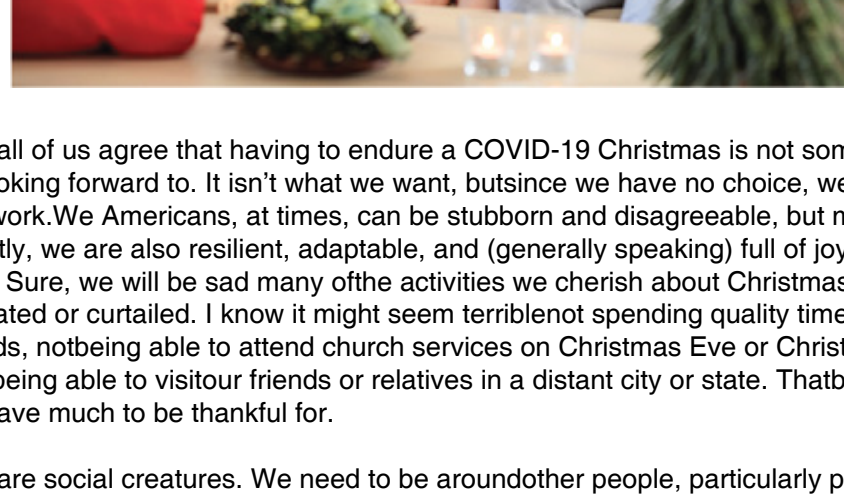 all of us agree that having to endure a COVID-19 Christmas is not som
oking forward to. It isn’t what we want, butsince we have no choice, we
work.We Americans, at times, can be stubborn and disagreeable, but m
tly, we are also resilient, adaptable, and (generally speaking) full of joy
Sure, we will be sad many ofthe activities we cherish about Christmas
ated or curtailed. I know it might seem terriblenot spending quality time
ds, notbeing able to attend church services on Christmas Eve or Christ
being able to visitour friends or relatives in a distant city or state. Thatb
ave much to be thankful for.
are social creatures. We need to be aroundother people, particularly p